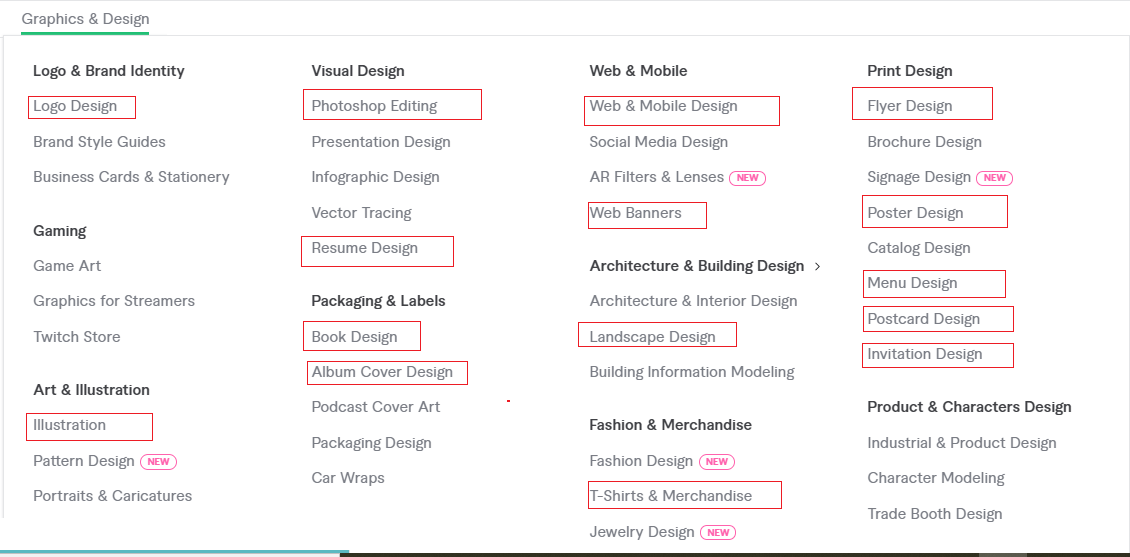 Graphics & Design
Logo & Brand Identity
Logo Design
Brand Style Guides
Business Cards & Stationery
Gaming
Game Art
Graphics for Streamers
Twitch Store
Art & Illustration
Illustration
Pattern Design NEW
Portraits & Caricatures
Visual Design
Photoshop Editing
Presentation Design
Infographic Design
Vector Tracing
Resume Design
Packaging & Labels
Book Design
Album Cover Design
Podcast Cover Art
Packaging Design
Car Wraps
Web & Mobile
Web & Mobile Design
Social Media Design
AR Filters & Lenses NEW
Web Banners
Architecture & Building Design >
Architecture & Interior Design
Landscape Design
Building Information Modeling
Fashion & Merchandise
Fashion Design NEW
T-Shirts & Merchandise
Jewelry Design NEW
Print Design
Flyer Design
Brochure Design
Signage Design NEW
Poster Design
Catalog Design
Menu Design
Postcard Design
Invitation Design
Product & Characters Design
Industrial & Product Design
Character Modeling
Trade Booth Design